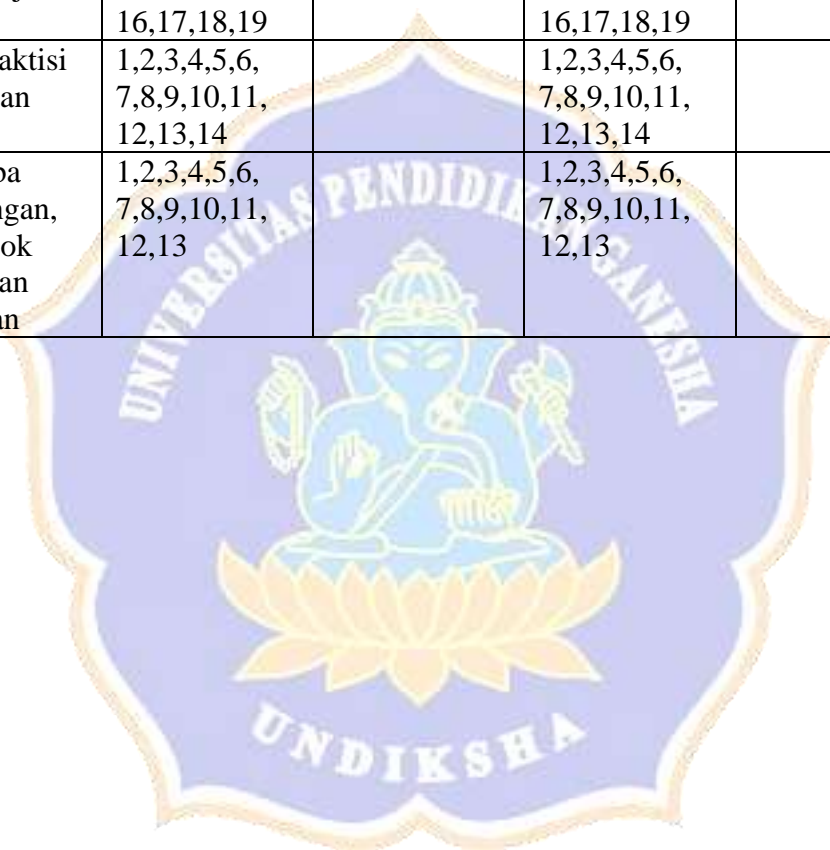 16,17,18,19 16,17,18,19
aktisi 1,2,3,4,5,6, 1,2,3,4,5,6,
an 7,8,9,10,11, 7,8,9,10,11,
12,13,14 12,13,14
1,2,3,4,5,6, 1,2,3,4,5,6,
ngan, 7,8,9,10,11, 7,8,9,10,11,
ok 12,13 12,13
an
an
UNIVERSITAS PENDIDIKAN GANESHA
UNDIKSHA